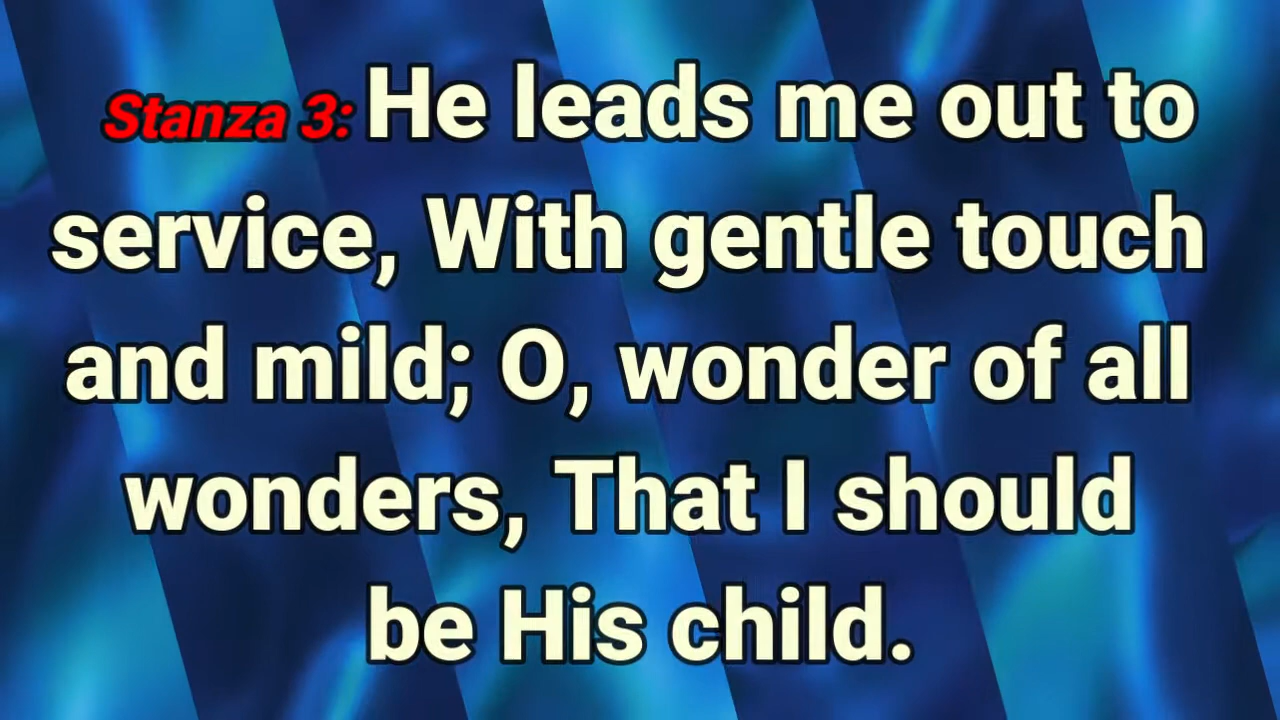 Stanza 3: He leads me out to
service, With gentle touch
and mild; O, wonder of all
wonders, That I should
be His child.